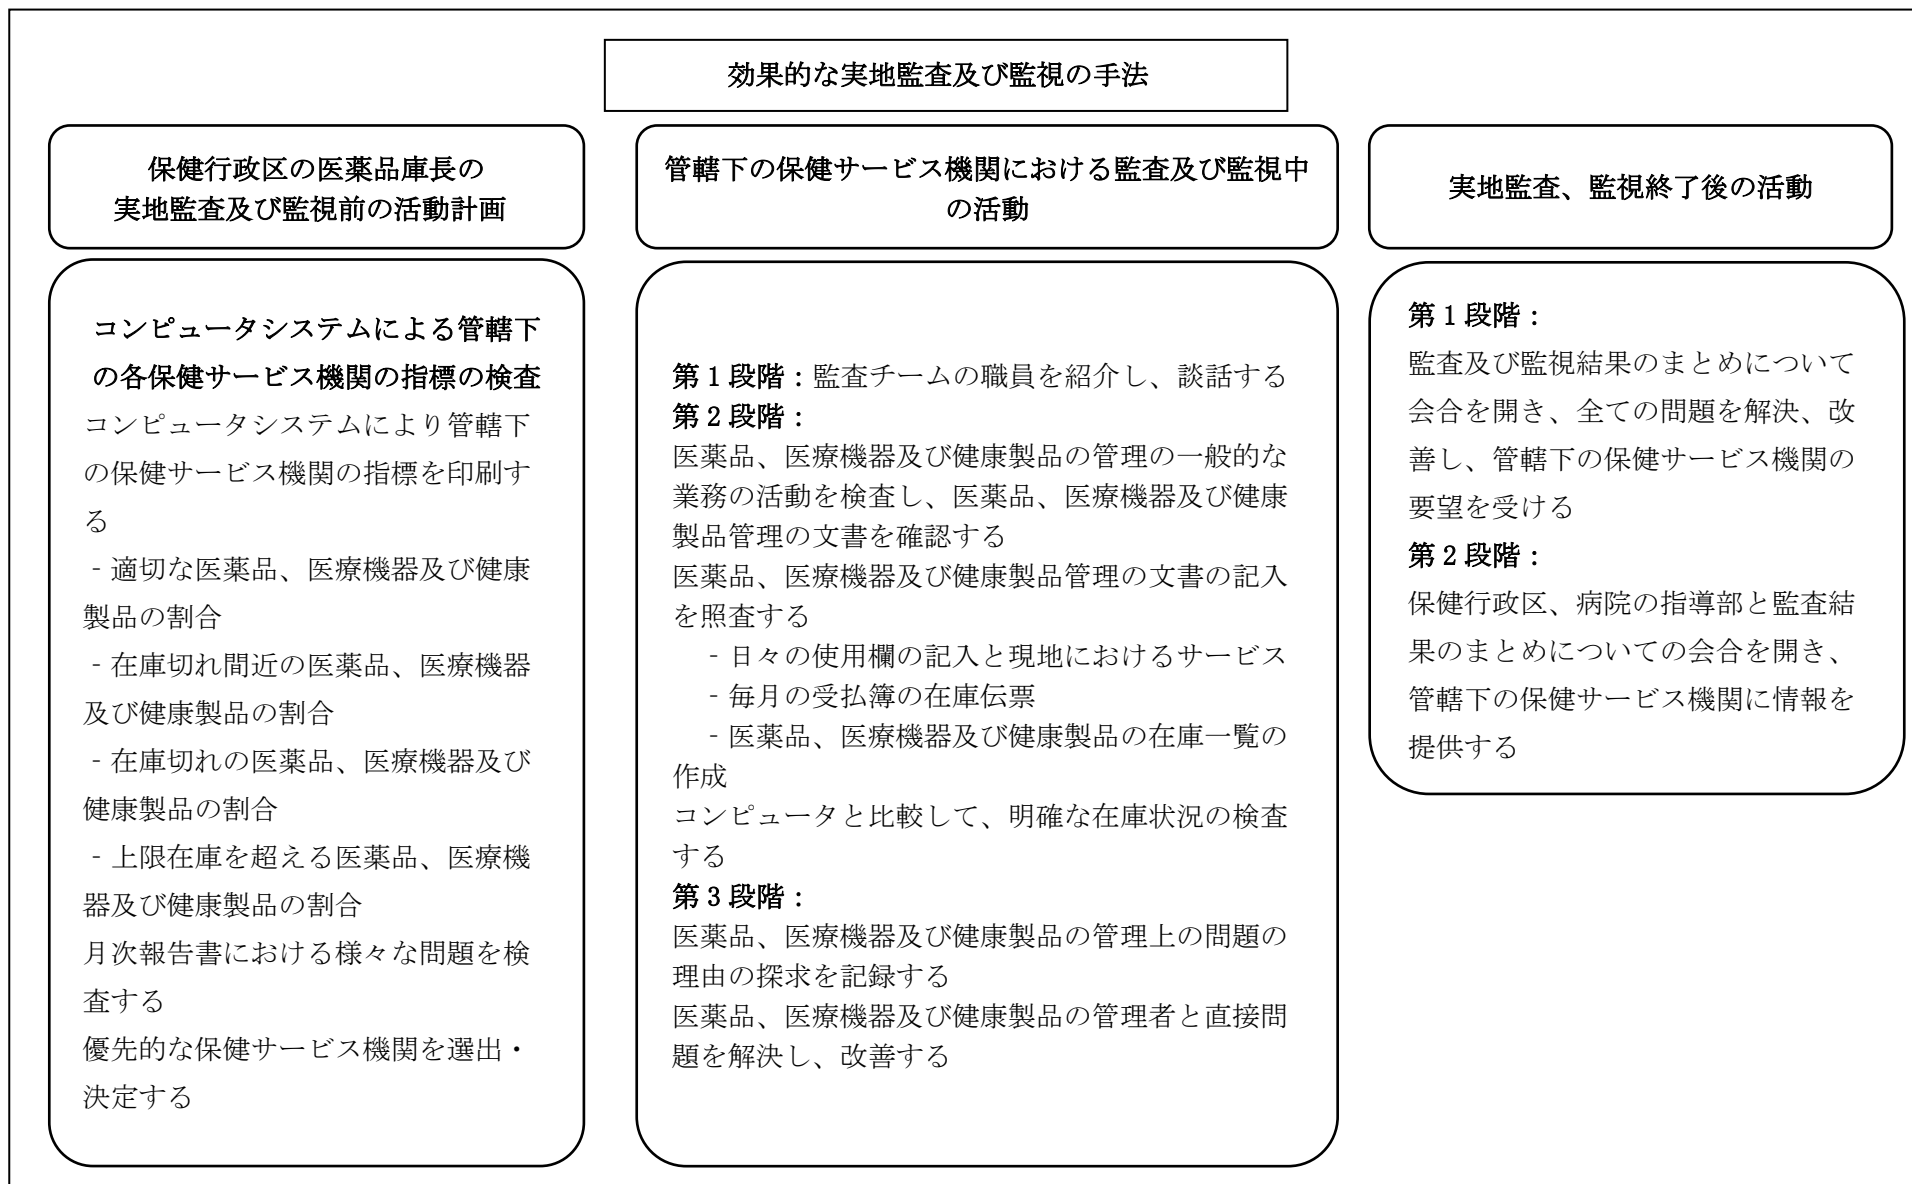 効果的な実地監査及び監視の手法
保健行政区の医薬品庫長の
実地監査及び監視前の活動計画
コンピュータシステムによる管轄下
の各保健サービス機関の指標の検査
コンピュータシステムにより管轄下
の保健サービス機関の指標を印刷す
る
‐適切な医薬品、医療機器及び健康
製品の割合
‐在庫切れ間近の医薬品、医療機器
及び健康製品の割合
‐在庫切れの医薬品、医療機器及び
健康製品の割合
‐上限在庫を超える医薬品、医療機
器及び健康製品の割合
月次報告書における様々な問題を検
査する
優先的な保健サービス機関を選出・
決定する
管轄下の保健サービス機関における監査及び監視中
の活動
第1段階：監査チームの職員を紹介し、談話する
第2段階：
医薬品、医療機器及び健康製品の管理の一般的な
業務の活動を検査し、医薬品、医療機器及び健康
製品管理の文書を確認する
医薬品、医療機器及び健康製品管理の文書の記入
を照査する
‐日々の使用欄の記入と現地におけるサービス
‐毎月の受払簿の在庫伝票
‐医薬品、医療機器及び健康製品の在庫一覧の
作成
コンピュータと比較して、明確な在庫状況の検査
する
第3段階：
医薬品、医療機器及び健康製品の管理上の問題の
理由の探求を記録する
医薬品、医療機器及び健康製品の管理者と直接問
題を解決し、改善する
実地監査、監視終了後の活動
第1段階：
監査及び監視結果のまとめについて
会合を開き、全ての問題を解決、改
善し、管轄下の保健サービス機関の
要望を受ける
第2段階：
保健行政区、病院の指導部と監査結
果のまとめについての会合を開き、
管轄下の保健サービス機関に情報を
提供する